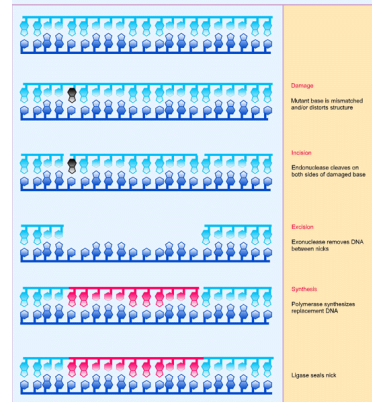 Damage
Mutant base is mismatched
and/or distorts structure
Incision
Endonuclease cleaves on
both sides of damaged base
Excision
Exonuclease removes DNA
between nicks
Synthesis
Polymerase synthesizes
replacement DNA
Ligase seals nick